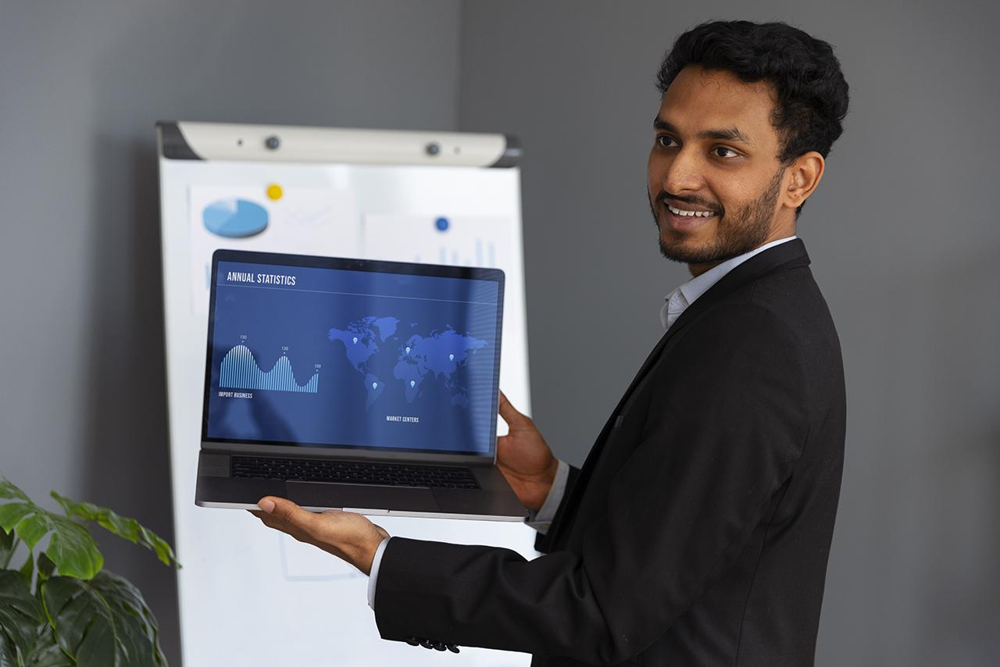 ANNUAL STATISTICS
150
130
100
IMPORT BUSINESS
MARKET CENTERS